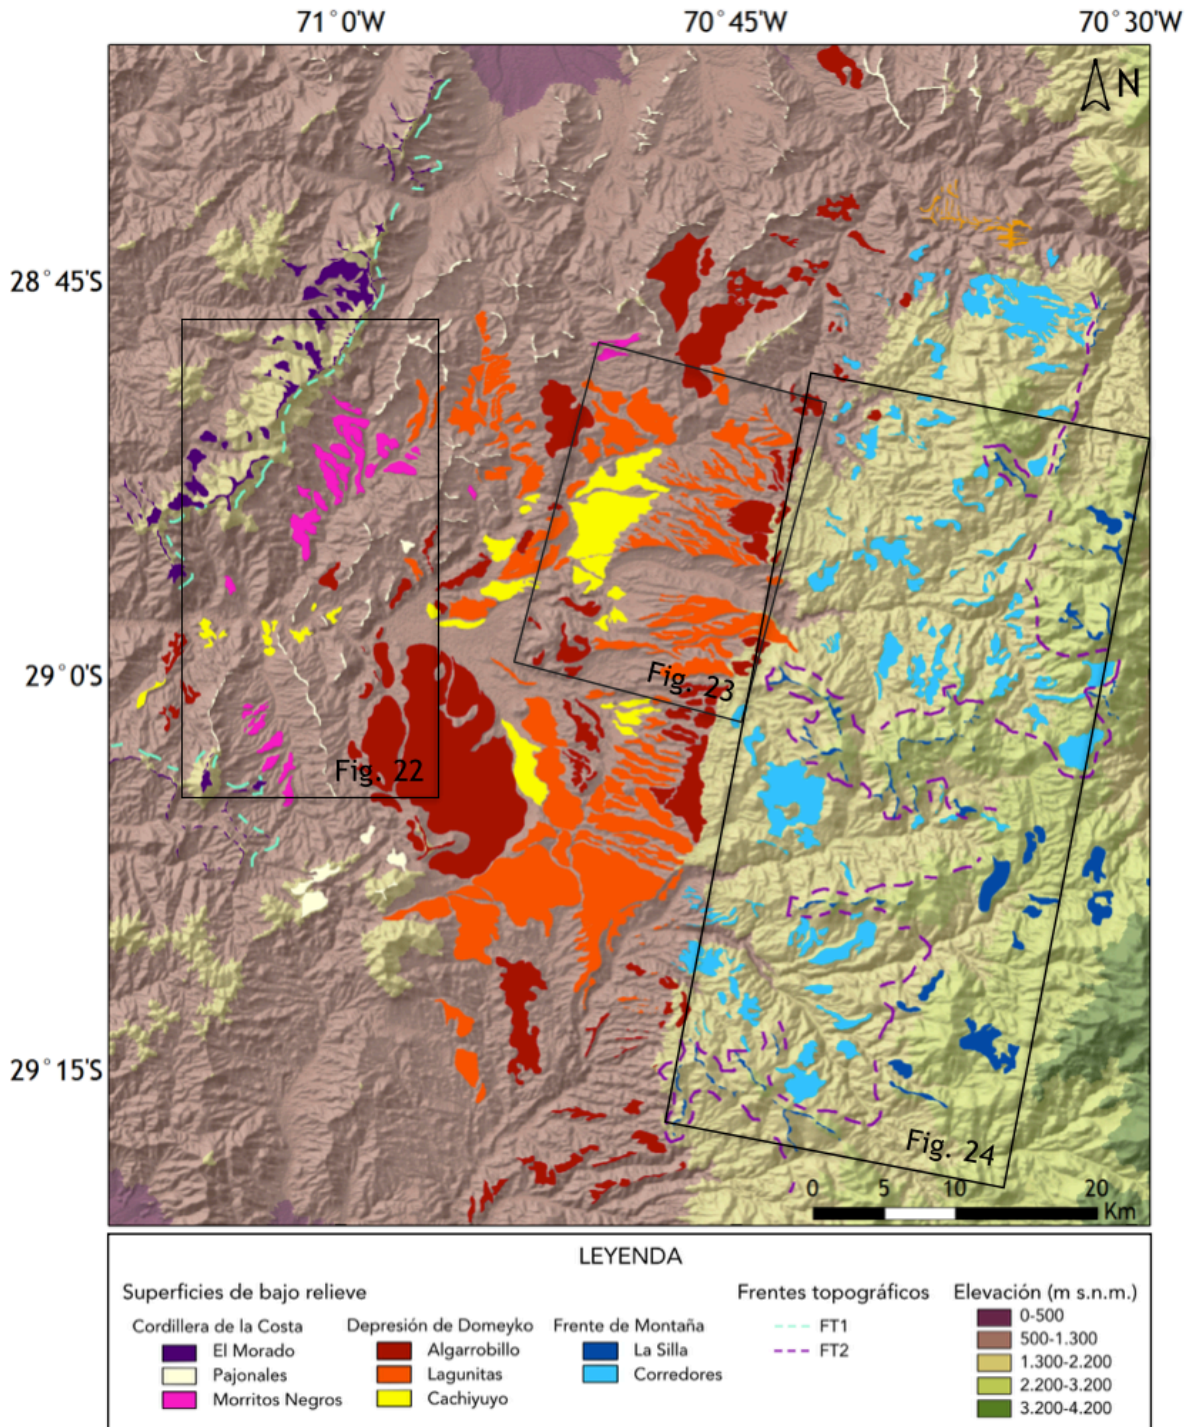 71°0'W 70°45'W 70°30'W
N
28°45'S
29°0'S
29°15'S
Fig. 23
Fig. 22
Fig. 24
0 5 10 20
Km
LEYENDA
Superficies de bajo relieve
Cordillera de la Costa
El Morado
Pajonales
Morritos Negros
Depresión de Domeyko
Algarrobillo
Lagunitas
Cachiyuyo
Frente de Montaña
La Silla
Corredores
Frentes topográficos
FT1
FT2
Elevación (m s.n.m.)
0-500
500-1.300
1.300-2.200
2.200-3.200
3.200-4.200